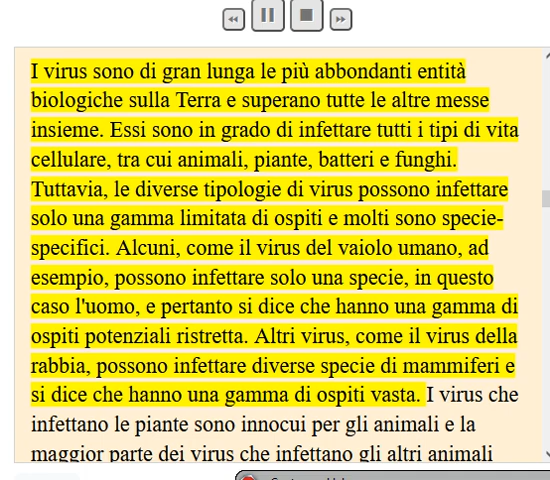 I virus sono di gran lunga le più abbondanti entità
biologiche sulla Terra e superano tutte le altre messe
insieme. Essi sono in grado di infettare tutti i tipi di vita
cellulare, tra cui animali, piante, batteri e funghi.
Tuttavia, le diverse tipologie di virus possono infettare
solo una gamma limitata di ospiti e molti sono specie-
specifici. Alcuni, come il virus del vaiolo umano, ad
esempio, possono infettare solo una specie, in questo
caso l'uomo, e pertanto si dice che hanno una gamma di
ospiti potenziali ristretta. Altri virus, come il virus della
rabbia, possono infettare diverse specie di mammiferi e
si dice che hanno una gamma di ospiti vasta. I virus che
infettano le piante sono innocui per gli animali e la
maggior parte dei virus che infettano gli altri animali